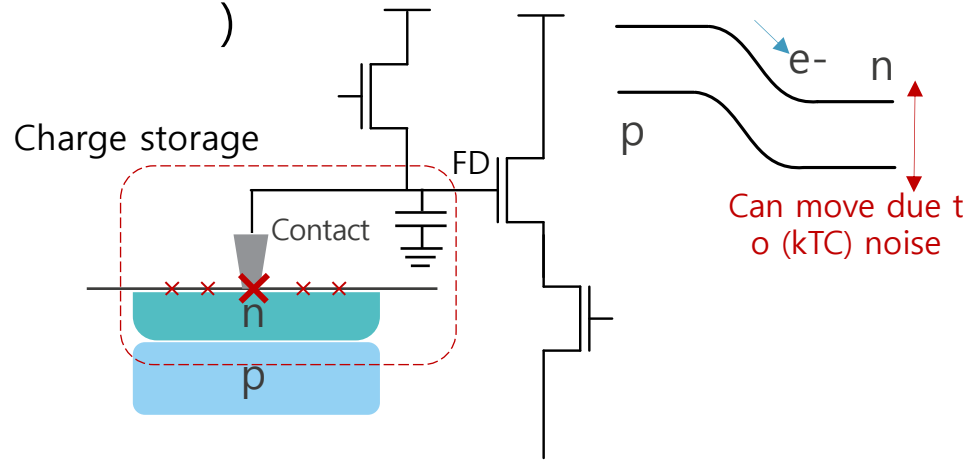 )
e-
n
p
Charge storage
FD
Can move due t
o (kTC) noise
Contact
n
p